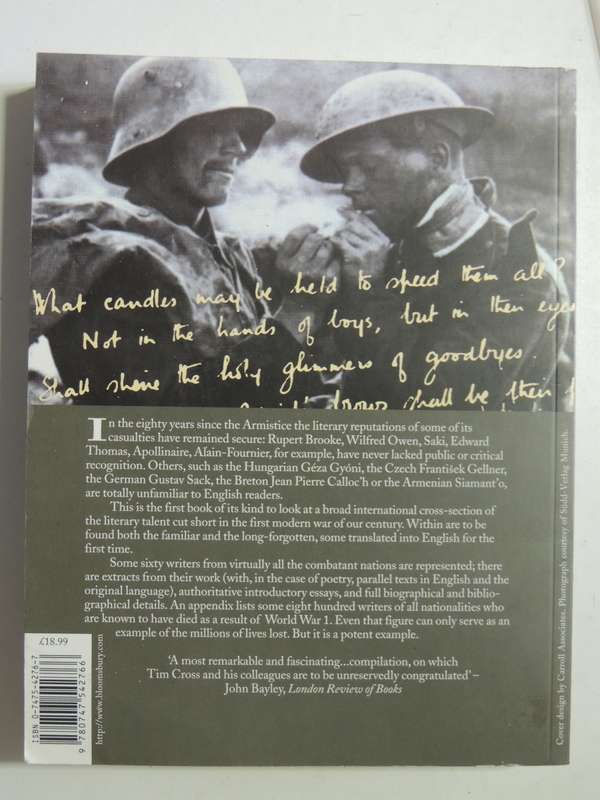 What candles may be held to speed them all?
Not in the hands of boys, but in their eyes
Shall shine the holy glimmers of goodbyes.
brows shall be their
In the eighty years since the Armistice the literary reputations of some of its
casualties have remained secure: Rupert Brooke, Wilfred Owen, Saki, Edward
Thomas, Apollinaire, Alain-Fournier, for example, have never lacked public or critical
recognition. Others, such as the Hungarian Géza Gyóni, the Czech František Gellner,
the German Gustav Sack, the Breton Jean Pierre Calloc'h or the Armenian Siamant'o,
are totally unfamiliar to English readers.
This is the first book of its kind to look at a broad international cross-section of
the literary talent cut short in the first modern war of our century. Within are to be
found both the familiar and the long-forgotten, some translated into English for the
first time.
Some sixty writers from virtually all the combatant nations are represented; there
are extracts from their work (with, in the case of poetry, parallel texts in English and the
original language), authoritative introductory essays, and full biographical and biblio-
graphical details. An appendix lists some eight hundred writers of all nationalities who
are known to have died as a result of World War 1. Even that figure can only serve as an
example of the millions of lives lost. But it is a potent example.
'A most remarkable and fascinating...compilation, on which
Tim Cross and his colleagues are to be unreservedly congratulated' –
John Bayley, London Review of Books
£18.99
ISBN 0-7475-4276-7
9 780747 542766
http://www.bloomsbury.com
Cover design by Carroll Associates. Photograph courtesy of Südd-Verlag Munich.